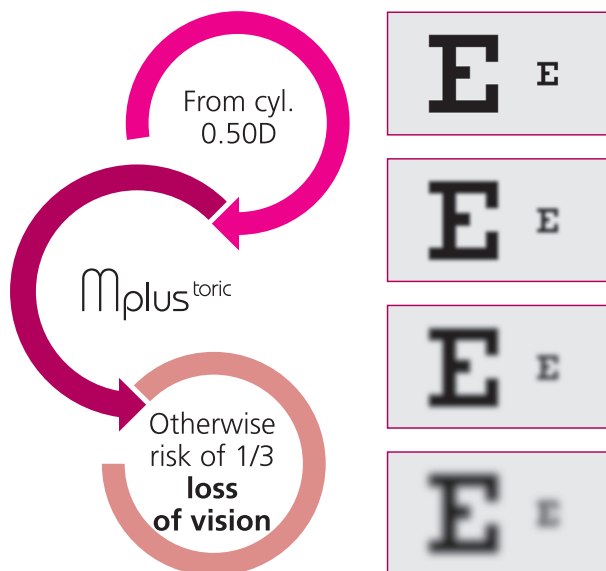 From cyl.
0.50D
Mplus toric
Otherwise
risk of 1/3
loss
of vision
E E
E E
E E
E E